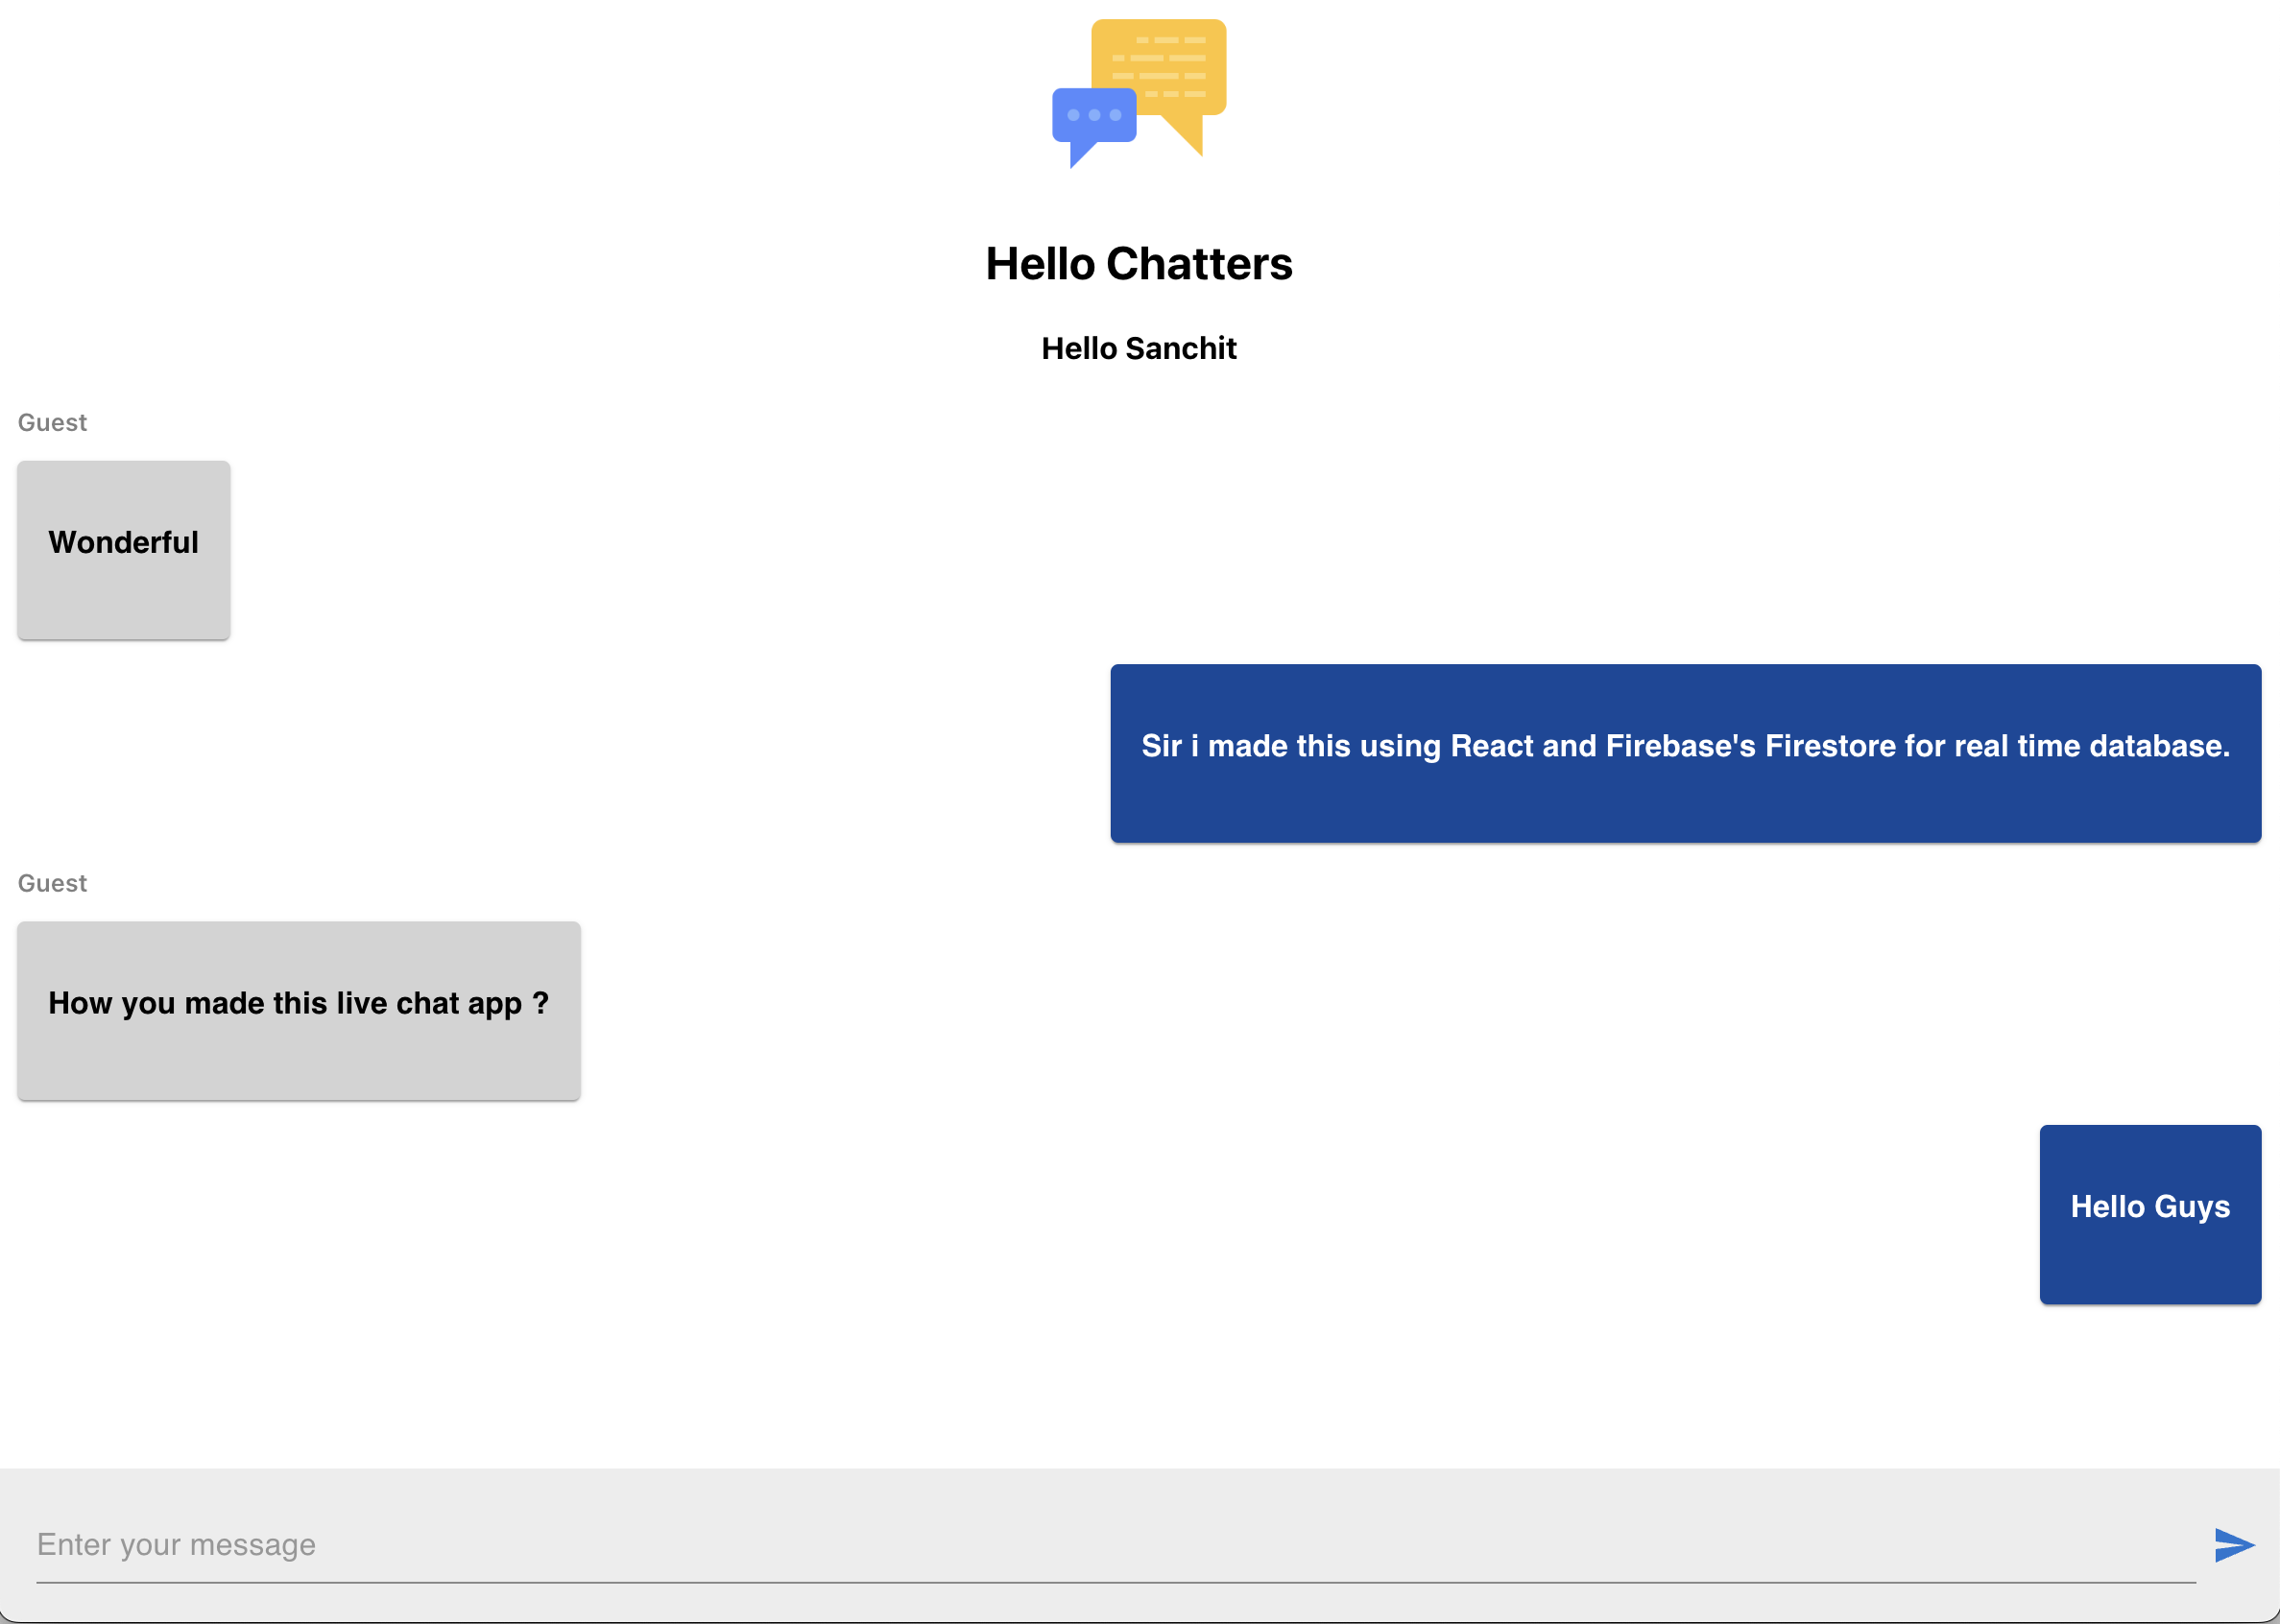 Hello Chatters
Hello Sanchit
Guest
Wonderful
Sir i made this using React and Firebase's Firestore for real time database.
Guest
How you made this live chat app ?
Hello Guys
Enter your message